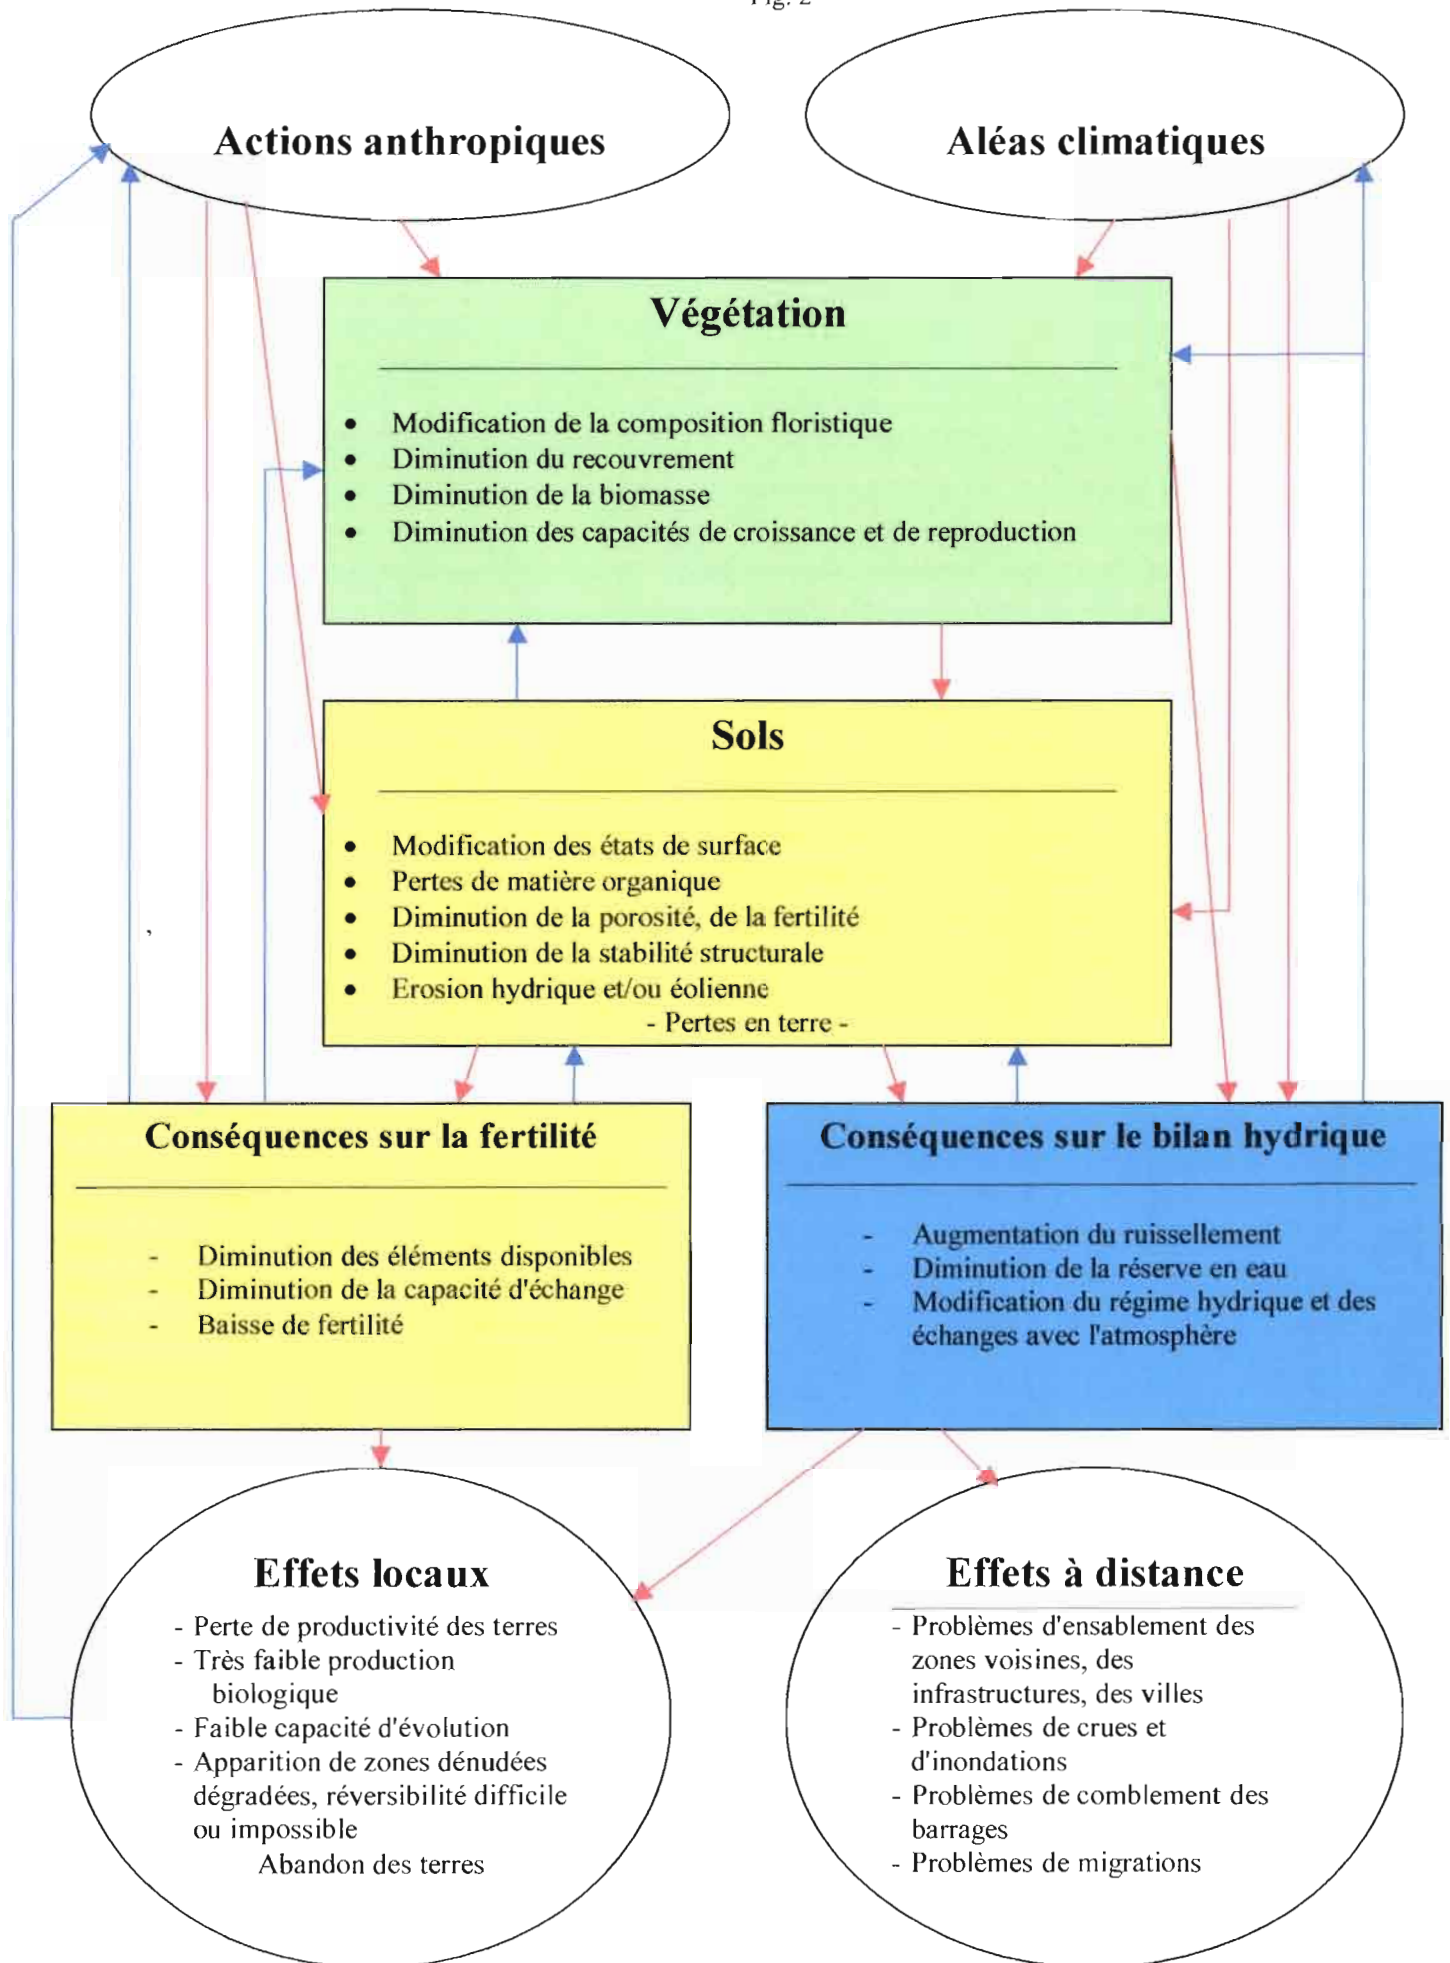 Fig. 2
Actions anthropiques
Aléas climatiques
Végétation
• Modification de la composition floristique
• Diminution du recouvrement
• Diminution de la biomasse
• Diminution des capacités de croissance et de reproduction
Sols
• Modification des états de surface
• Pertes de matière organique
• Diminution de la porosité, de la fertilité
• Diminution de la stabilité structurale
• Erosion hydrique et/ou éolienne
- Pertes en terre -
Conséquences sur la fertilité
- Diminution des éléments disponibles
- Diminution de la capacité d'échange
- Baisse de fertilité
Conséquences sur le bilan hydrique
- Augmentation du ruissellement
- Diminution de la réserve en eau
- Modification du régime hydrique et des
échanges avec l'atmosphère
Effets locaux
- Perte de productivité des terres
- Très faible production
biologique
- Faible capacité d'évolution
- Apparition de zones dénudées
dégradées, réversibilité difficile
ou impossible
Abandon des terres
Effets à distance
- Problèmes d'ensablement des
zones voisines, des
infrastructures, des villes
- Problèmes de crues et
d'inondations
- Problèmes de comblement des
barrages
- Problèmes de migrations